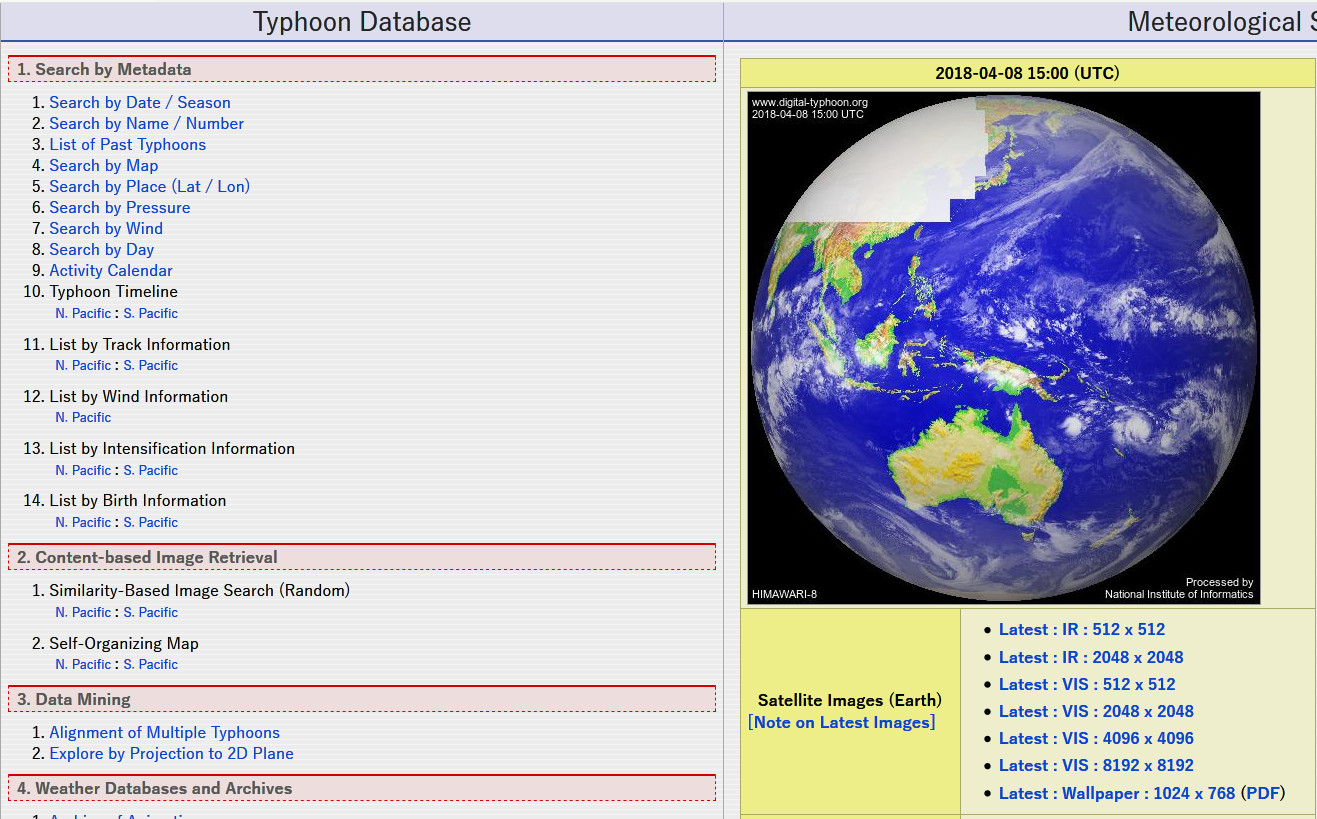 Typhoon Database
1. Search by Metadata
1. Search by Date / Season
2. Search by Name / Number
3. List of Past Typhoons
4. Search by Map
5. Search by Place (Lat / Lon)
6. Search by Pressure
7. Search by Wind
8. Search by Day
9. Activity Calendar
10. Typhoon Timeline
N. Pacific : S. Pacific
11. List by Track Information
N. Pacific : S. Pacific
12. List by Wind Information
N. Pacific
13. List by Intensification Information
N. Pacific : S. Pacific
14. List by Birth Information
N. Pacific : S. Pacific
2. Content-based Image Retrieval
1. Similarity-Based Image Search (Random)
N. Pacific : S. Pacific
2. Self-Organizing Map
N. Pacific : S. Pacific
3. Data Mining
1. Alignment of Multiple Typhoons
2. Explore by Projection to 2D Plane
4. Weather Databases and Archives
Meteorological S
2018-04-08 15:00 (UTC)
www.digital-typhoon.org
2018-04-08 15:00 UTC
HIMAWARI-8
Processed by
National Institute of Informatics
Satellite Images (Earth)
[Note on Latest Images]
• Latest : IR : 512 x 512
• Latest : IR : 2048 x 2048
• Latest : VIS : 512 x 512
• Latest : VIS : 2048 x 2048
• Latest : VIS : 4096 x 4096
• Latest : VIS : 8192 x 8192
• Latest : Wallpaper : 1024 x 768 (PDF)